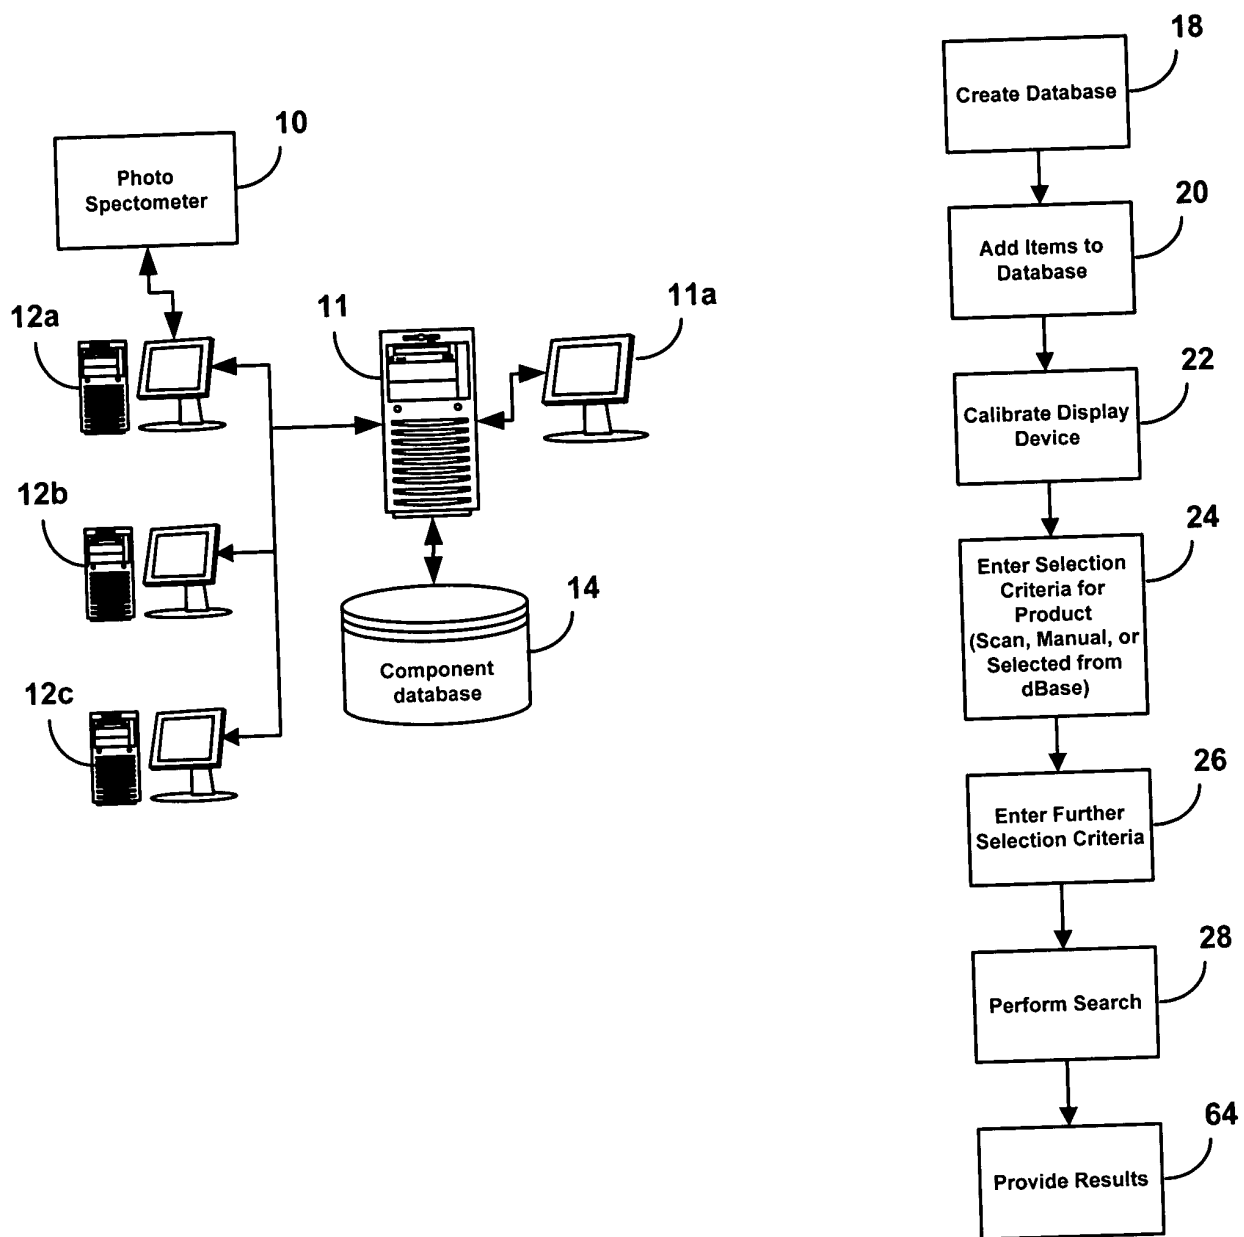 10
Photo
Spectometer
12a
11
11a
12b
14
Component
database
12c
18
Create Database
20
Add Items to
Database
22
Calibrate Display
Device
24
Enter Selection
Criteria for
Product
(Scan, Manual, or
Selected from
dBase)
26
Enter Further
Selection Criteria
28
Perform Search
64
Provide Results